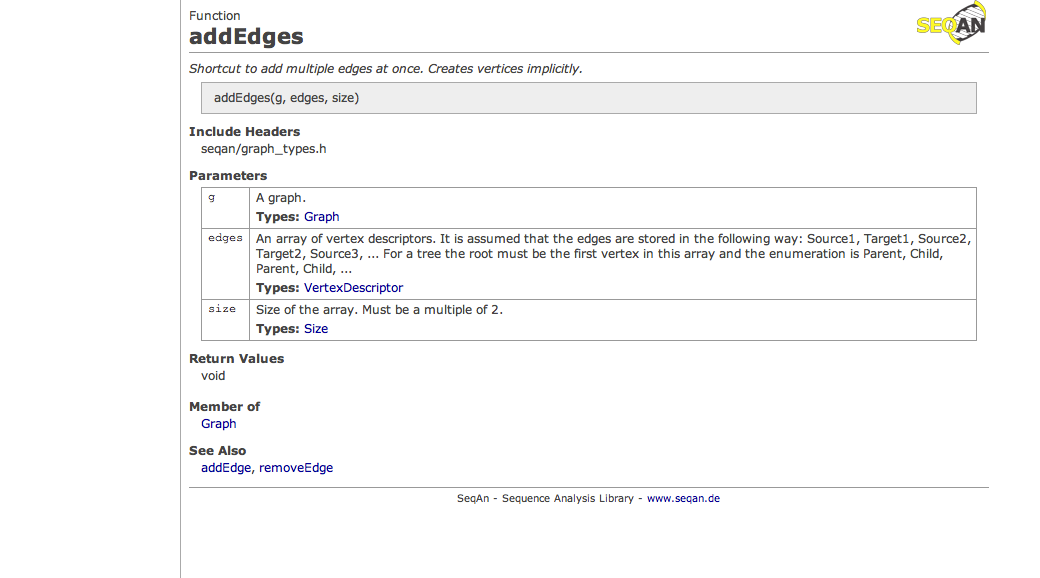 Function
SEQAN
addEdges
Shortcut to add multiple edges at once. Creates vertices implicitly.
addEdges(g, edges, size)
Include Headers
seqan/graph_types.h
Parameters
g
A graph.
Types: Graph
edges
An array of vertex descriptors. It is assumed that the edges are stored in the following way: Source1, Target1, Source2,
Target2, Source3, ... For a tree the root must be the first vertex in this array and the enumeration is Parent, Child,
Parent, Child, ...
Types: VertexDescriptor
size
Size of the array. Must be a multiple of 2.
Types: Size
Return Values
void
Member of
Graph
See Also
addEdge, removeEdge
SeqAn - Sequence Analysis Library - www.seqan.de